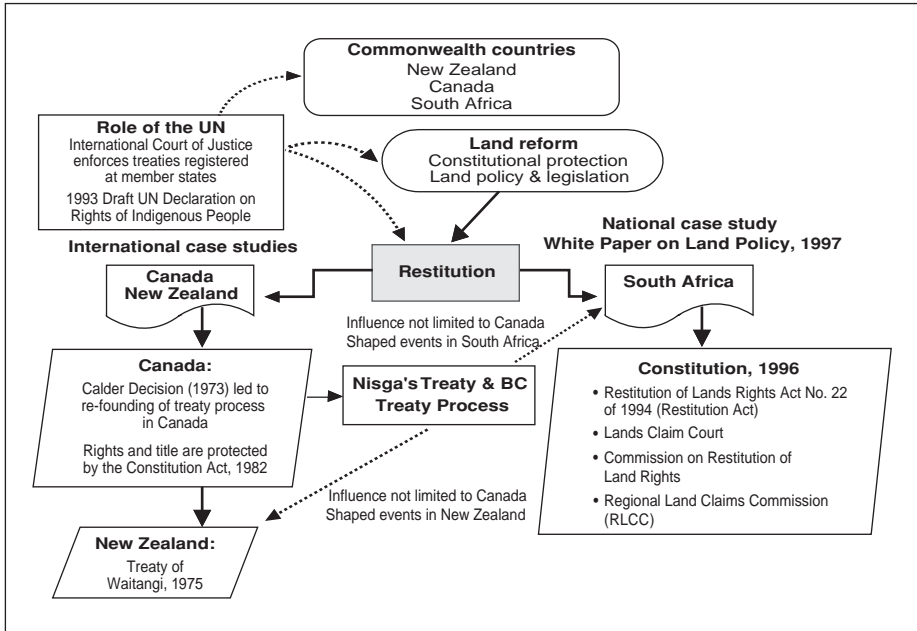 Commonwealth countries
New Zealand
Canada
South Africa
Role of the UN
International Court of Justice
enforces treaties registered
at member states
1993 Draft UN Declaration on
Rights of Indigenous People
Land reform
Constitutional protection
Land policy & legislation
International case studies
National case study
White Paper on Land Policy, 1997
Canada
New Zealand
Restitution
South Africa
Influence not limited to Canada
Shaped events in South Africa.
Canada:
Calder Decision (1973) led to
re-founding of treaty process
in Canada
Rights and title are protected
by the Constitution Act, 1982
Nisga's Treaty & BC
Treaty Process
Constitution, 1996
• Restitution of Lands Rights Act No. 22
of 1994 (Restitution Act)
• Lands Claim Court
• Commission on Restitution of
Land Rights
• Regional Land Claims Commission
(RLCC)
Influence not limited to Canada
Shaped events in New Zealand
New Zealand:
Treaty of
Waitangi, 1975